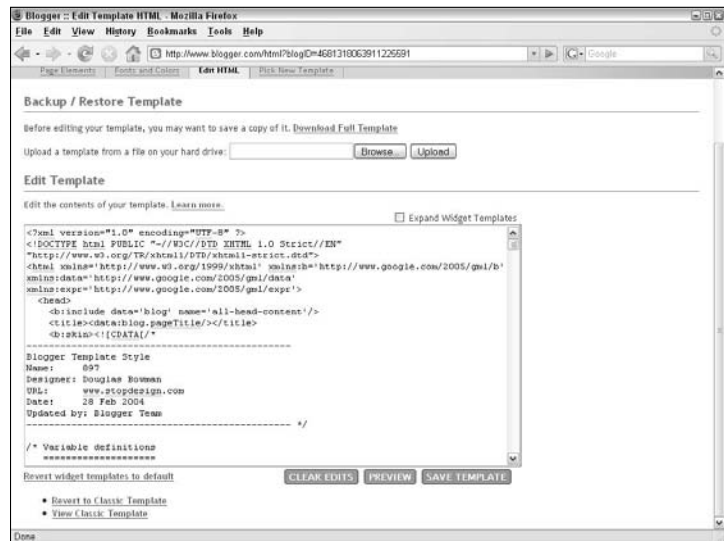 Blogger :: Edit Template HTML - Mozilla Firefox
File Edit View History Bookmarks Tools Help
http://www.blogger.com/html?blogID=4681318063911225591
Google
Page Elements Fonts and Colors Edit HTML Pick New Template
Backup / Restore Template
Before editing your template, you may want to save a copy of it. Download Full Template
Upload a template from a file on your hard drive: Browse... Upload
Edit Template
Edit the contents of your template. Learn more.
Expand Widget Templates
<?xml version="1.0" encoding="UTF-8" ?>
<!DOCTYPE html PUBLIC "-//W3C//DTD XHTML 1.0 Strict//EN"
"http://www.w3.org/TR/xhtml1/DTD/xhtml1-strict.dtd">
<html xmlns='http://www.w3.org/1999/xhtml' xmlns:b='http://www.google.com/2005/gml/b'
xmlns:data='http://www.google.com/2005/gml/data'
xmlns:expr='http://www.google.com/2005/gml/expr'>
<head>
<b:include data='blog' name='all-head-content'/>
<title><data:blog.pageTitle/></title>
<b:skin><![CDATA[/*
-----------------------------------------------
Blogger Template Style
Name: 897
Designer: Douglas Bowman
URL: www.stopdesign.com
Date: 28 Feb 2004
Updated by: Blogger Team
----------------------------------------------- */
/* Variable definitions
====================
Revert widget templates to default CLEAR EDITS PREVIEW SAVE TEMPLATE
• Revert to Classic Template
• View Classic Template
Done